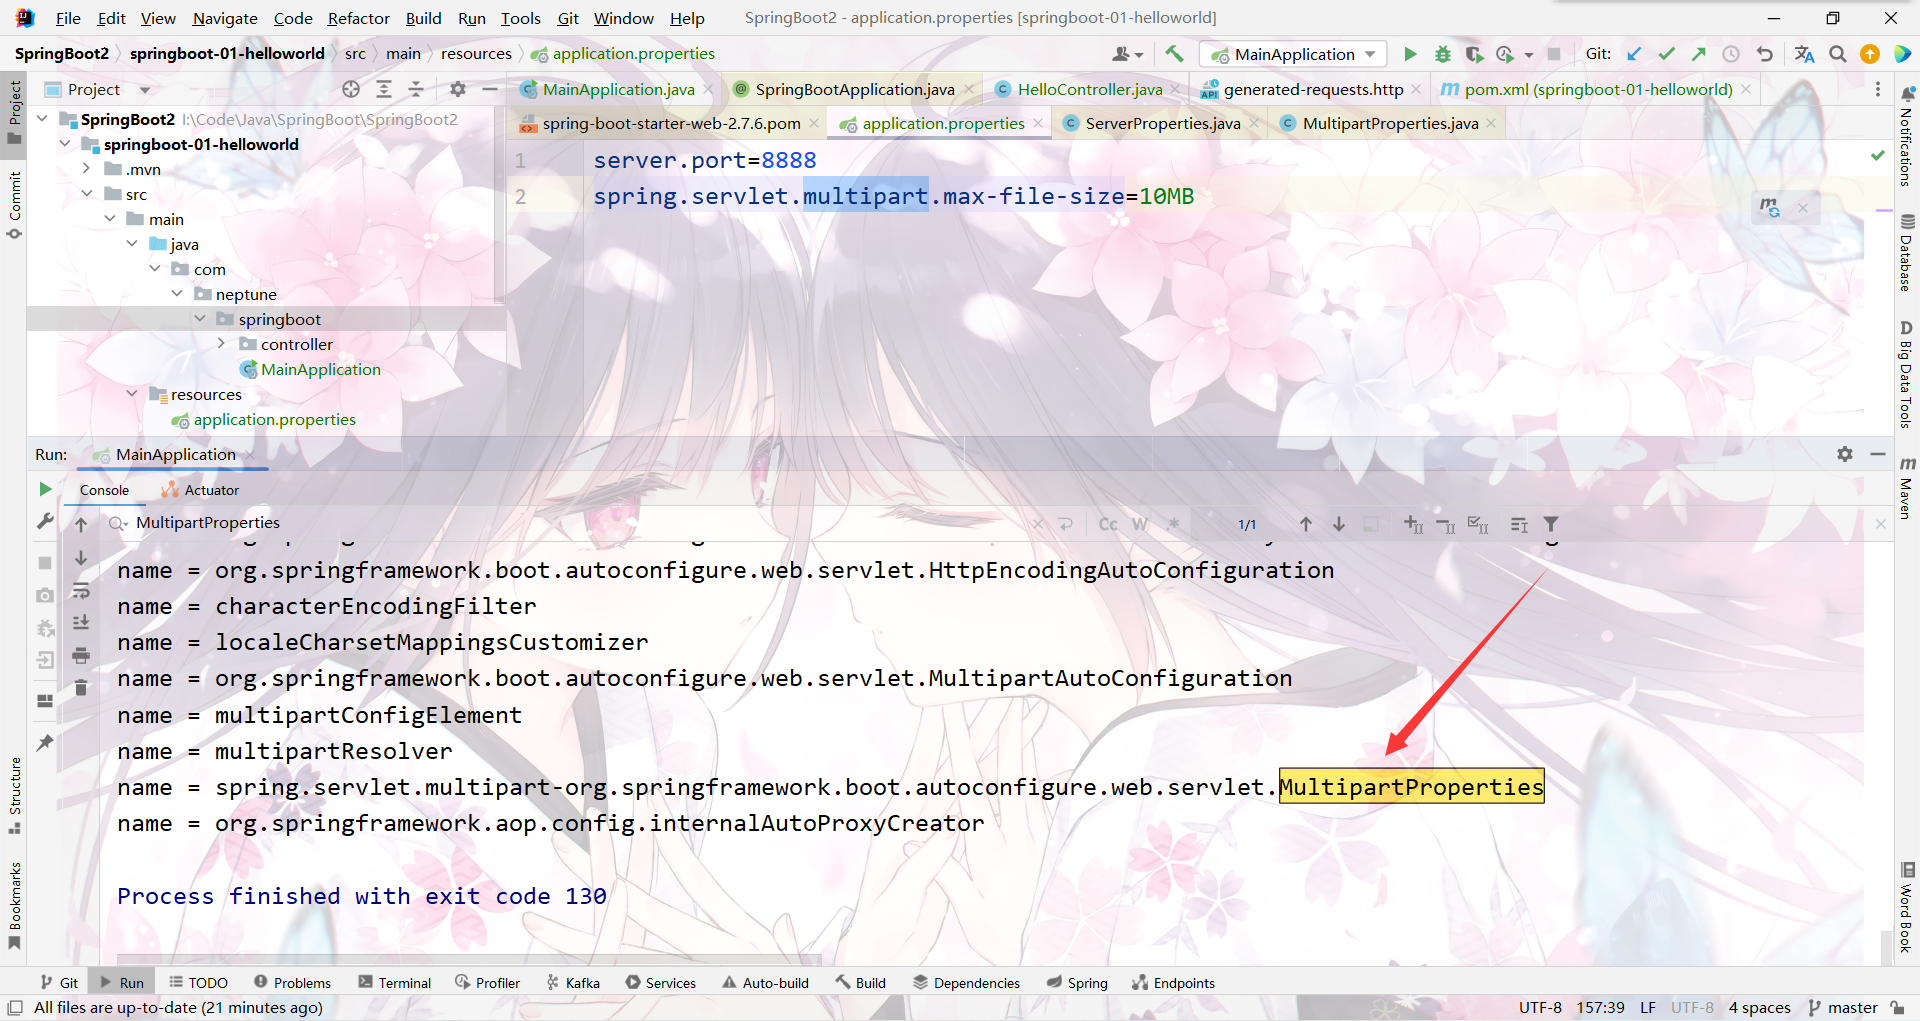 File Edit View Navigate Code Refactor Build Run Tools Git Window Help SpringBoot2 - application.properties [springboot-01-helloworld]
SpringBoot2 springboot-01-helloworld src main resources application.properties MainApplication Git:
Project
MainApplication.java SpringBootApplication.java HelloController.java generated-requests.http pom.xml (springboot-01-helloworld)
spring-boot-starter-web-2.7.6.pom application.properties ServerProperties.java MultipartProperties.java
SpringBoot2 I:\Code\Java\SpringBoot\SpringBoot2
springboot-01-helloworld
.mvn
src
main
java
com
neptune
springboot
controller
MainApplication
resources
application.properties
1 server.port=8888
2 spring.servlet.multipart.max-file-size=10MB
Project
Commit
Structure
Bookmarks
Notifications
Database
Big Data Tools
Maven
Word Book
Run: MainApplication
Console Actuator
MultipartProperties Cc W .* 1/1
name = org.springframework.boot.autoconfigure.web.servlet.HttpEncodingAutoConfiguration
name = characterEncodingFilter
name = localeCharsetMappingsCustomizer
name = org.springframework.boot.autoconfigure.web.servlet.MultipartAutoConfiguration
name = multipartConfigElement
name = multipartResolver
name = spring.servlet.multipart-org.springframework.boot.autoconfigure.web.servlet.MultipartProperties
name = org.springframework.aop.config.internalAutoProxyCreator
Process finished with exit code 130
Git Run TODO Problems Terminal Profiler Kafka Services Auto-build Build Dependencies Spring Endpoints
All files are up-to-date (21 minutes ago) UTF-8 157:39 LF UTF-8 4 spaces master